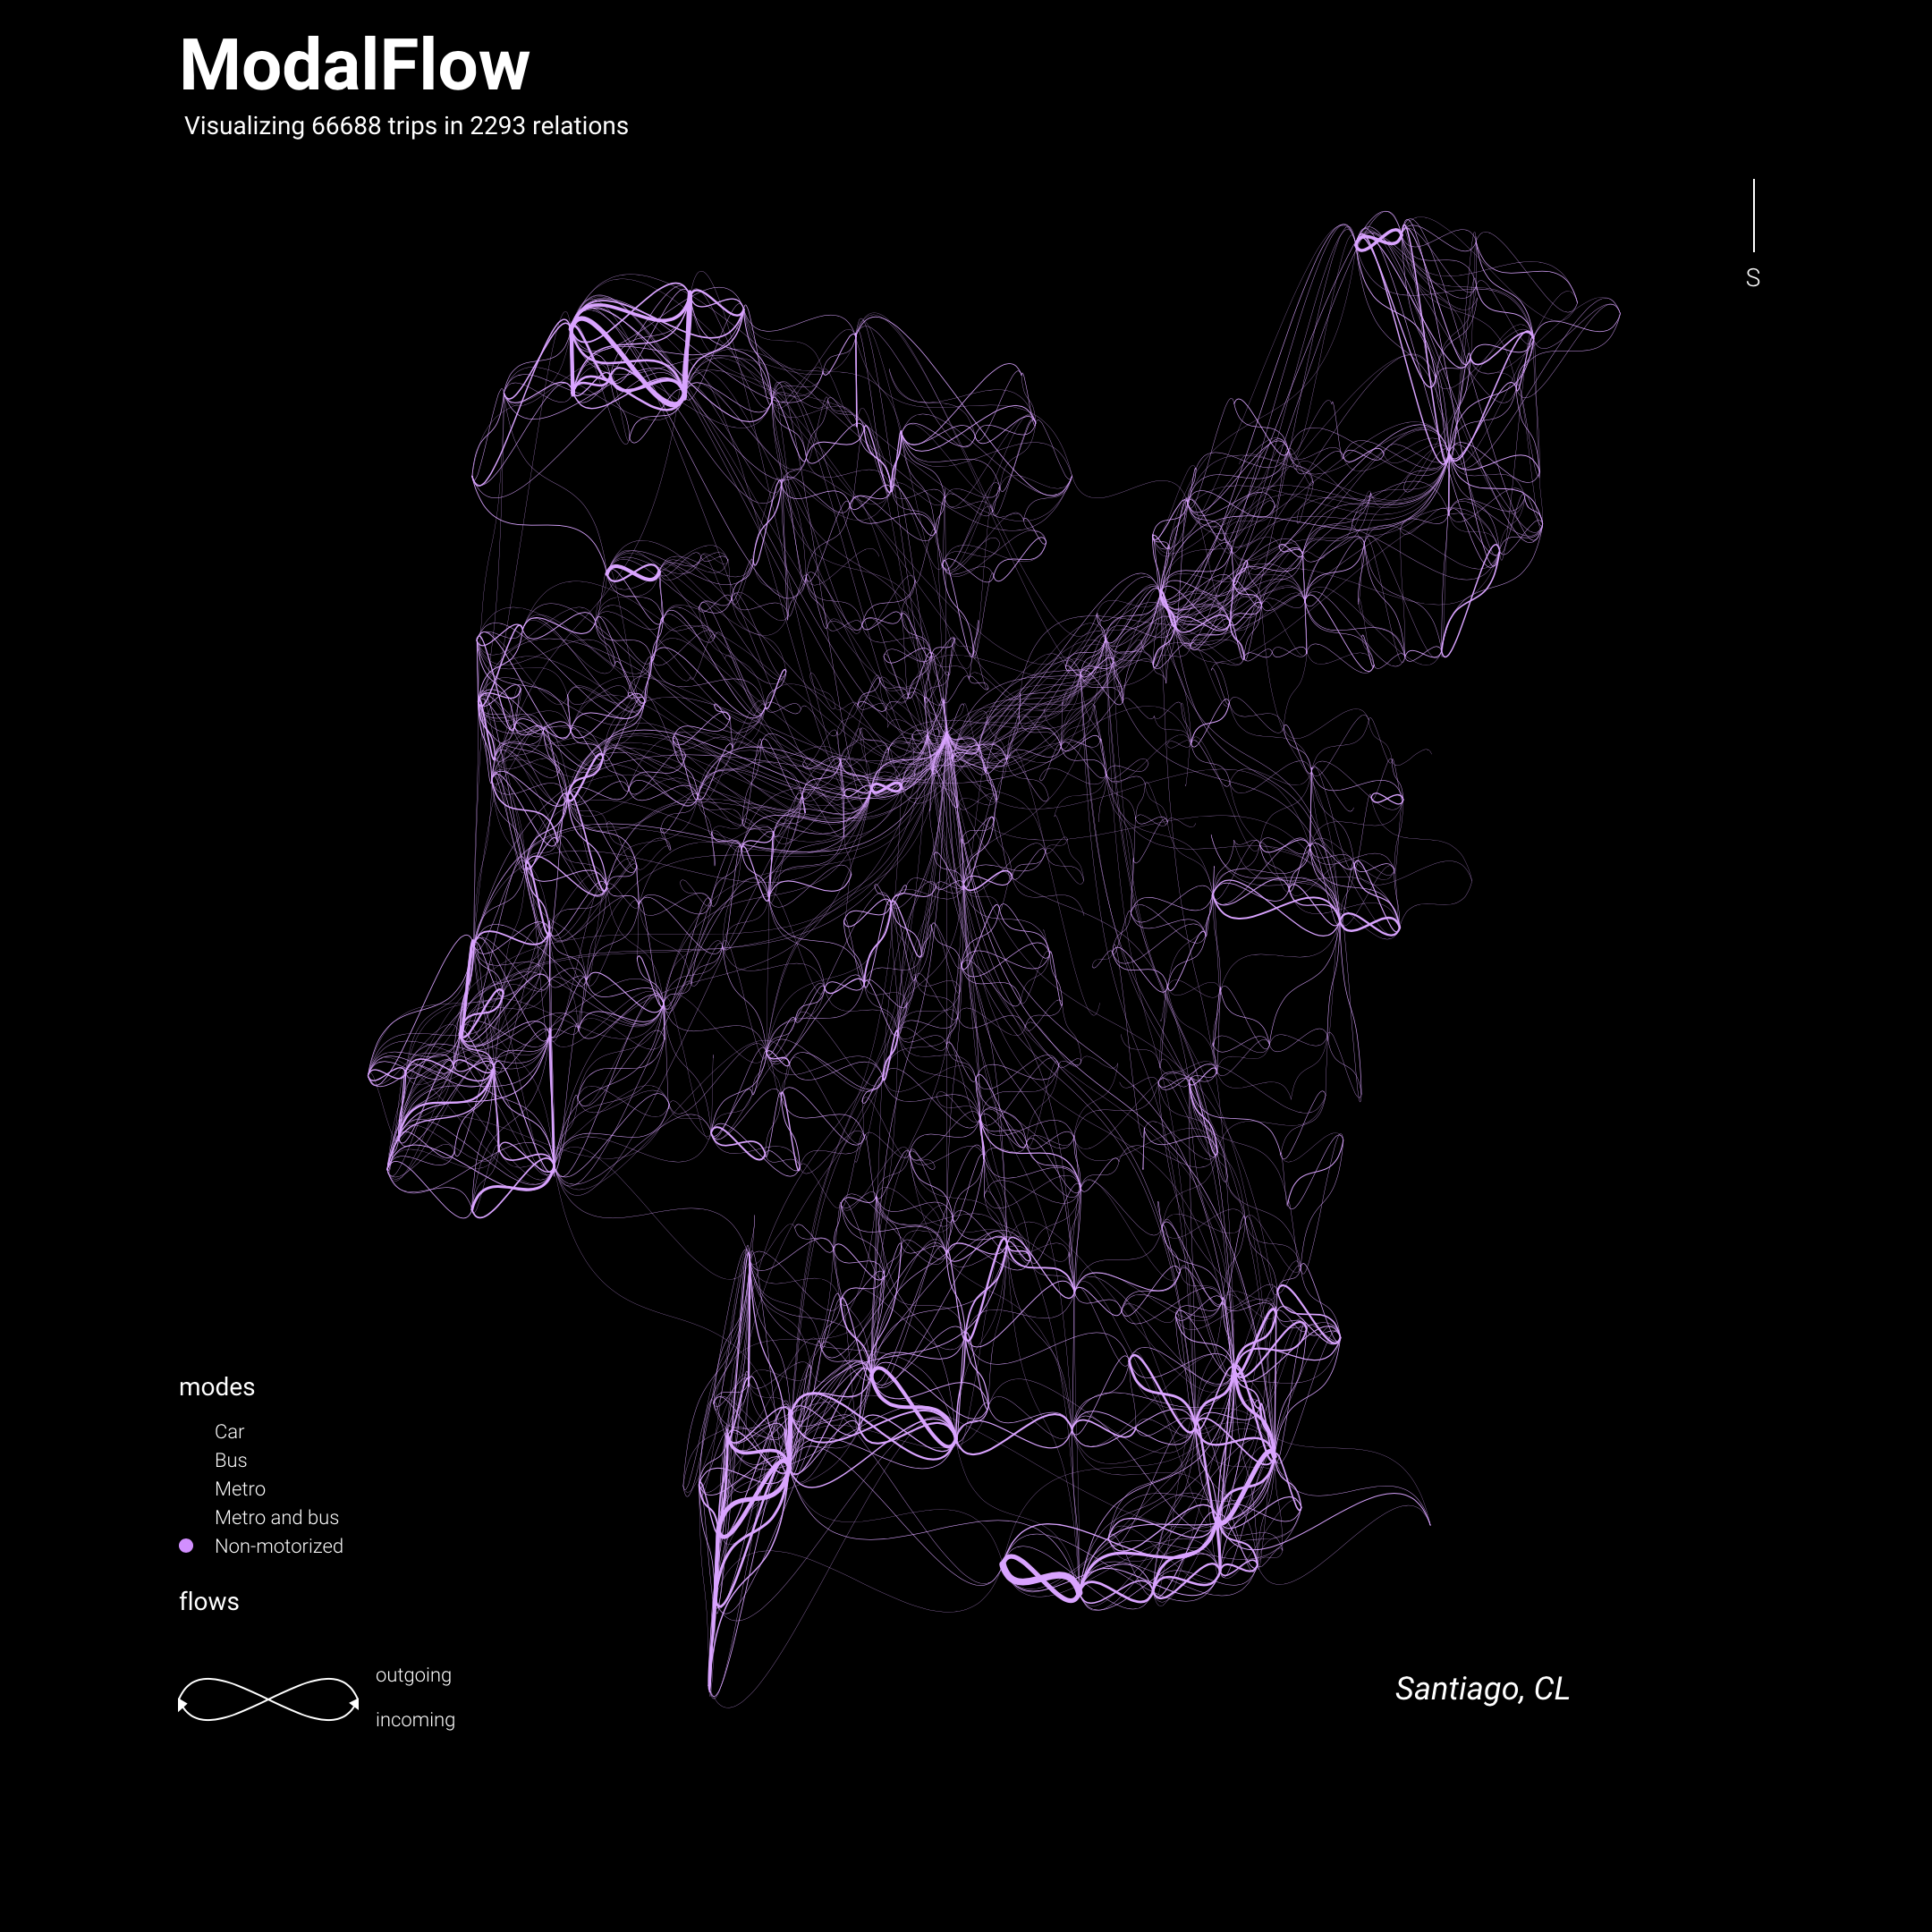 ModalFlow
Visualizing 66688 trips in 2293 relations
S
modes
Car
Bus
Metro
Metro and bus
Non-motorized
flows
outgoing
incoming
Santiago, CL